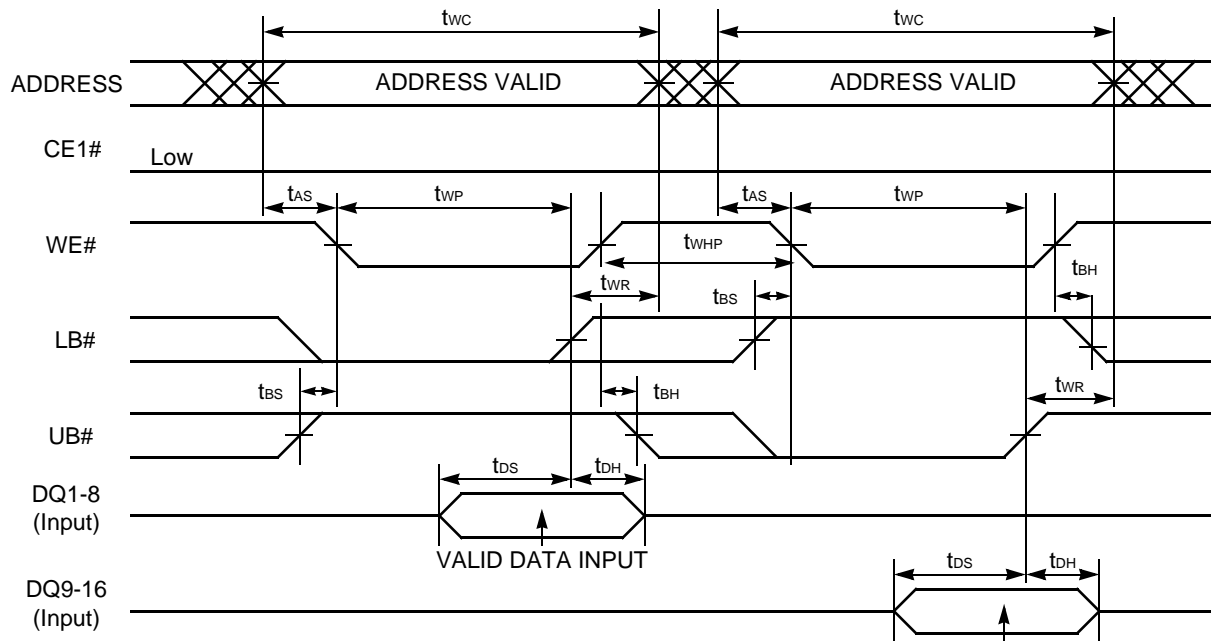 tWC tWC
ADDRESS ADDRESS VALID ADDRESS VALID
CE1# Low
tAS tWP tAS tWP
WE#
tWHP
tBH
tWR tBS
LB#
tBS tBH tWR
UB#
tDS tDH
DQ1-8
(Input)
VALID DATA INPUT
tDS tDH
DQ9-16
(Input)